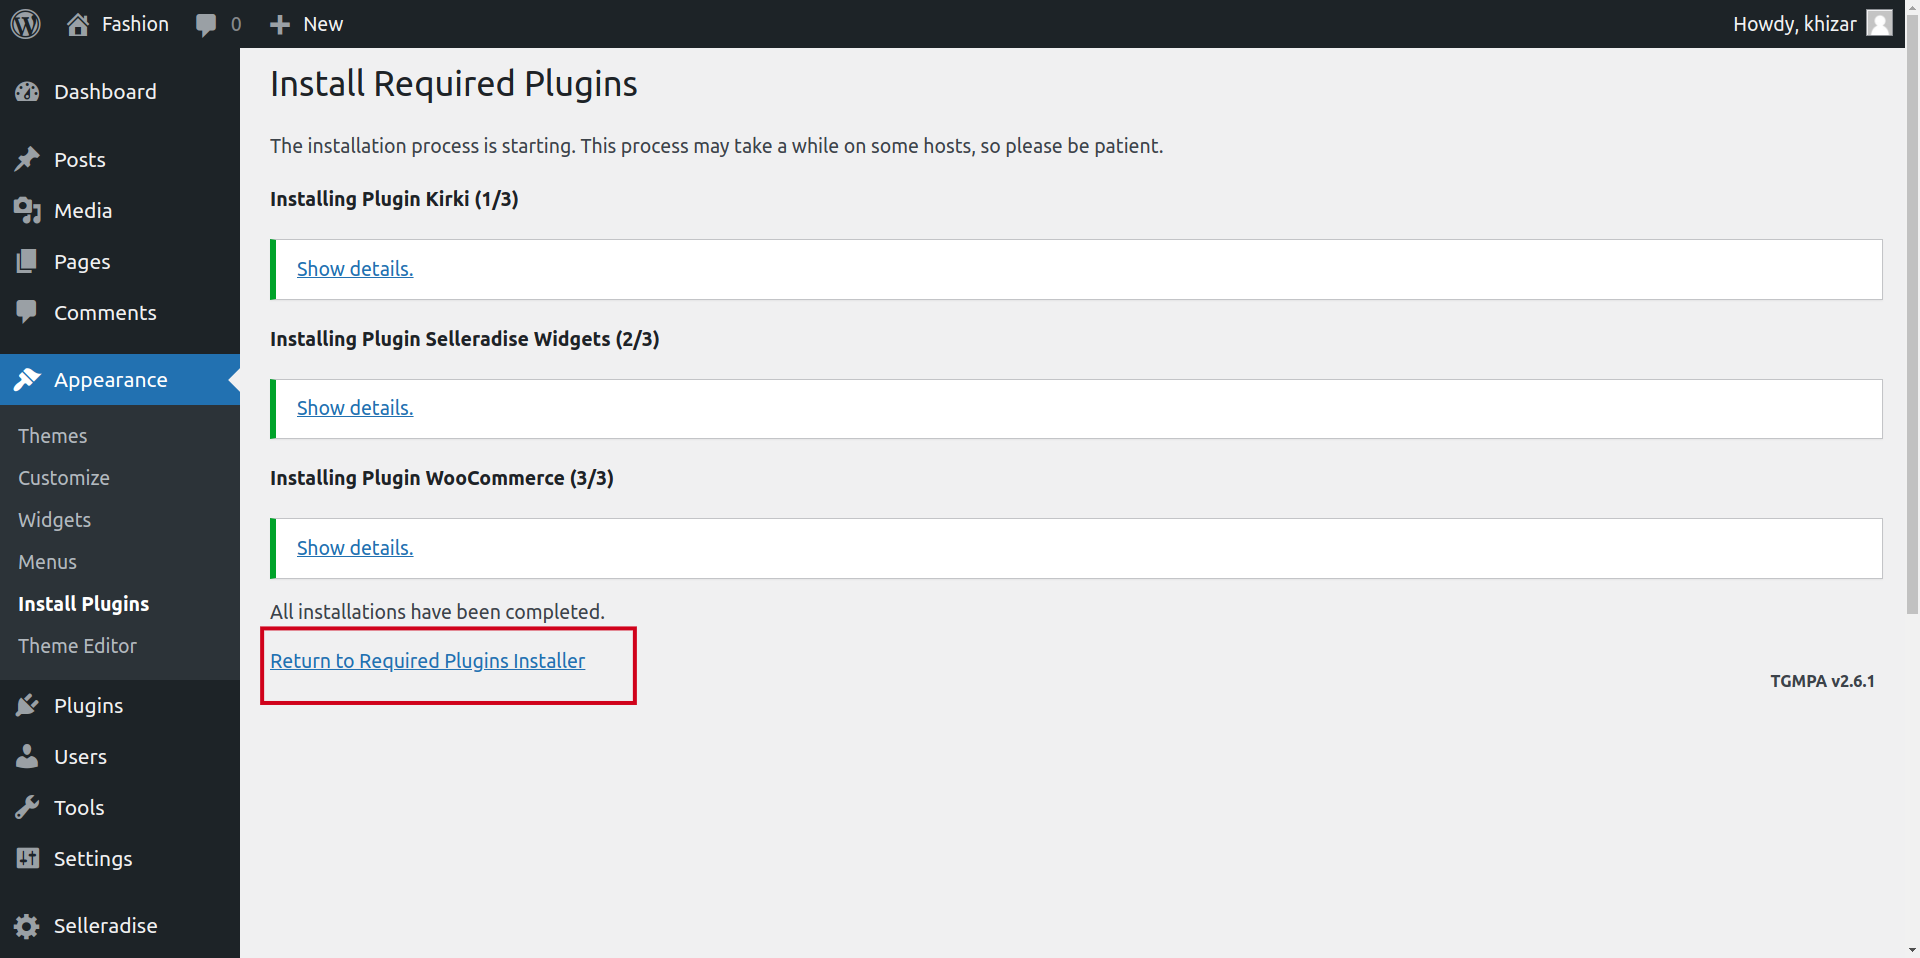 Fashion 0 New Howdy, khizar
Dashboard
Posts
Media
Pages
Comments
Appearance
Themes
Customize
Widgets
Menus
Install Plugins
Theme Editor
Plugins
Users
Tools
Settings
Selleradise
Install Required Plugins
The installation process is starting. This process may take a while on some hosts, so please be patient.
Installing Plugin Kirki (1/3)
Show details.
Installing Plugin Selleradise Widgets (2/3)
Show details.
Installing Plugin WooCommerce (3/3)
Show details.
All installations have been completed.
Return to Required Plugins Installer
TGMPA v2.6.1